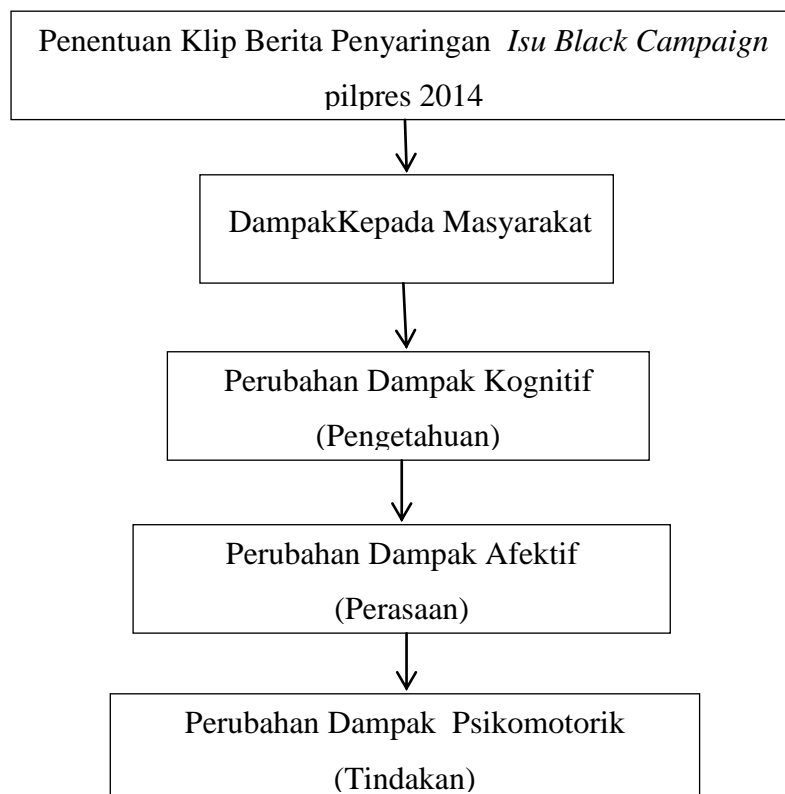 Penentuan Klip Berita Penyaringan Isu Black Campaign
pilpres 2014
DampakKepada Masyarakat
Perubahan Dampak Kognitif
(Pengetahuan)
Perubahan Dampak Afektif
(Perasaan)
Perubahan Dampak Psikomotorik
(Tindakan)